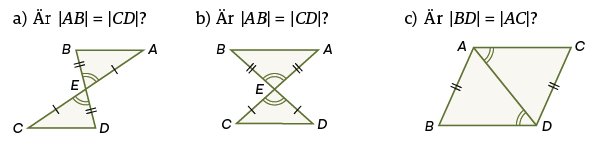 a) Är |AB| = |CD|?
b) Är |AB| = |CD|?
c) Är |BD| = |AC|?
B A
E
C D
B A
E
C D
A C
B D